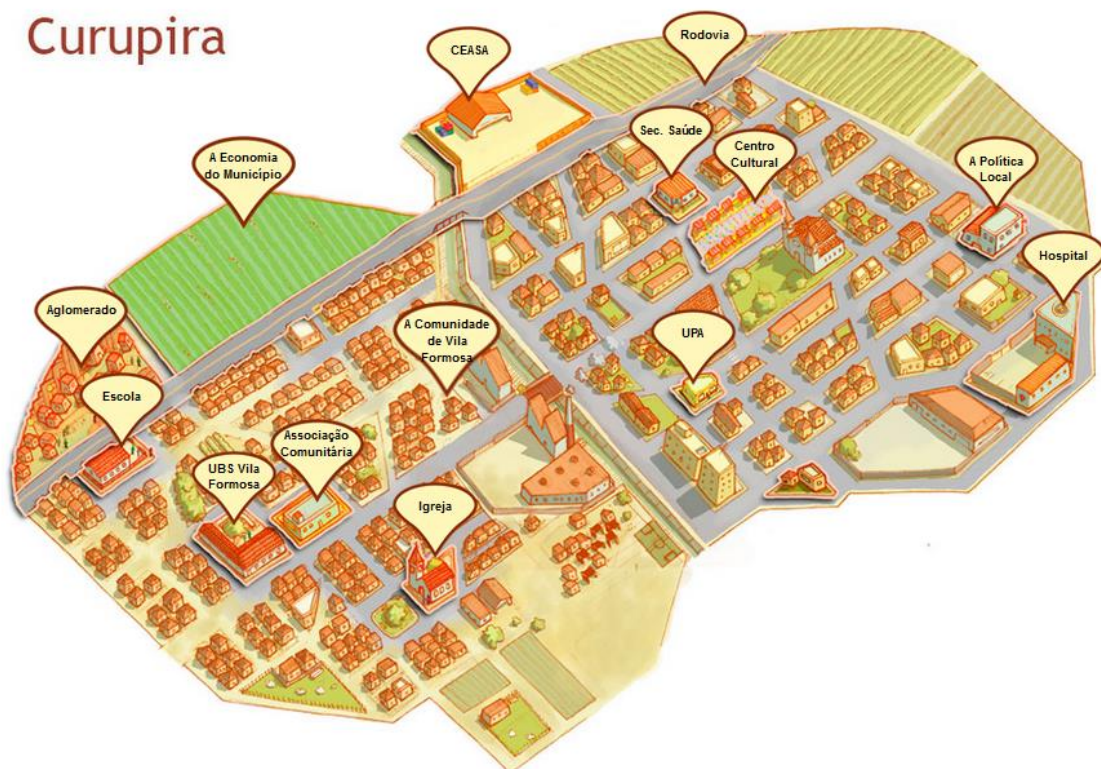 Curupira
CEASA
Rodovia
Sec. Saúde
Centro
Cultural
A Economia
do Município
A Política
Local
Hospital
Aglomerado
A Comunidade
de Vila
Formosa
UPA
Escola
Associação
Comunitária
UBS Vila
Formosa
Igreja